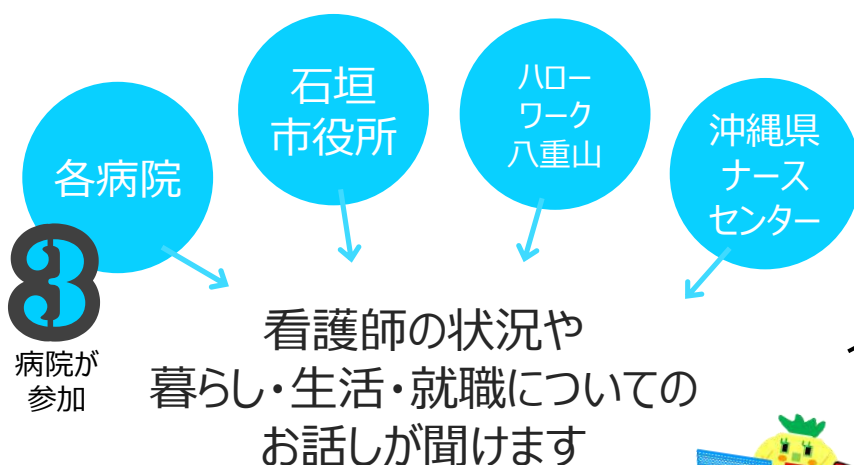 各病院
石垣
市役所
ハロー
ワーク
八重山
沖縄県
ナース
センター
3
病院が
参加
看護師の状況や
暮らし・生活・就職についての
お話しが聞けます